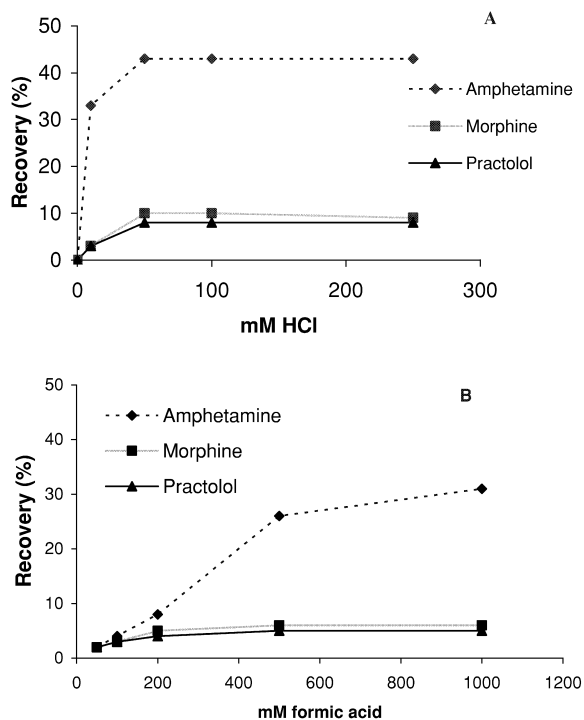 A
50
40
30
20
10
0
Recovery (%)
Amphetamine
Morphine
Practolol
0 100 200 300
mM HCl
B
50
40
30
20
10
0
Recovery (%)
Amphetamine
Morphine
Practolol
0 200 400 600 800 1000 1200
mM formic acid